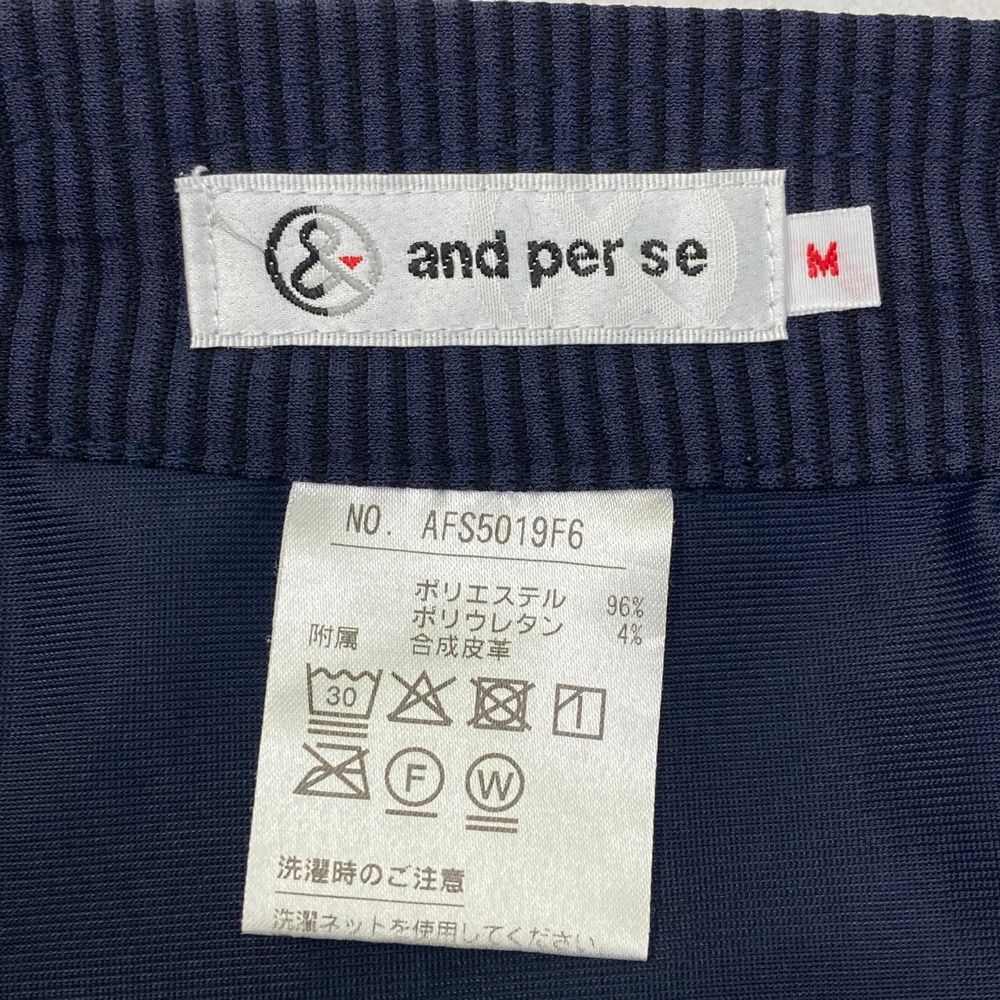 & and per se
M
NO. AFS5019F6
ポリエステル 96%
ポリウレタン 4%
附属 合成皮革
30
F W
洗濯時のご注意
洗濯ネットを使用してください